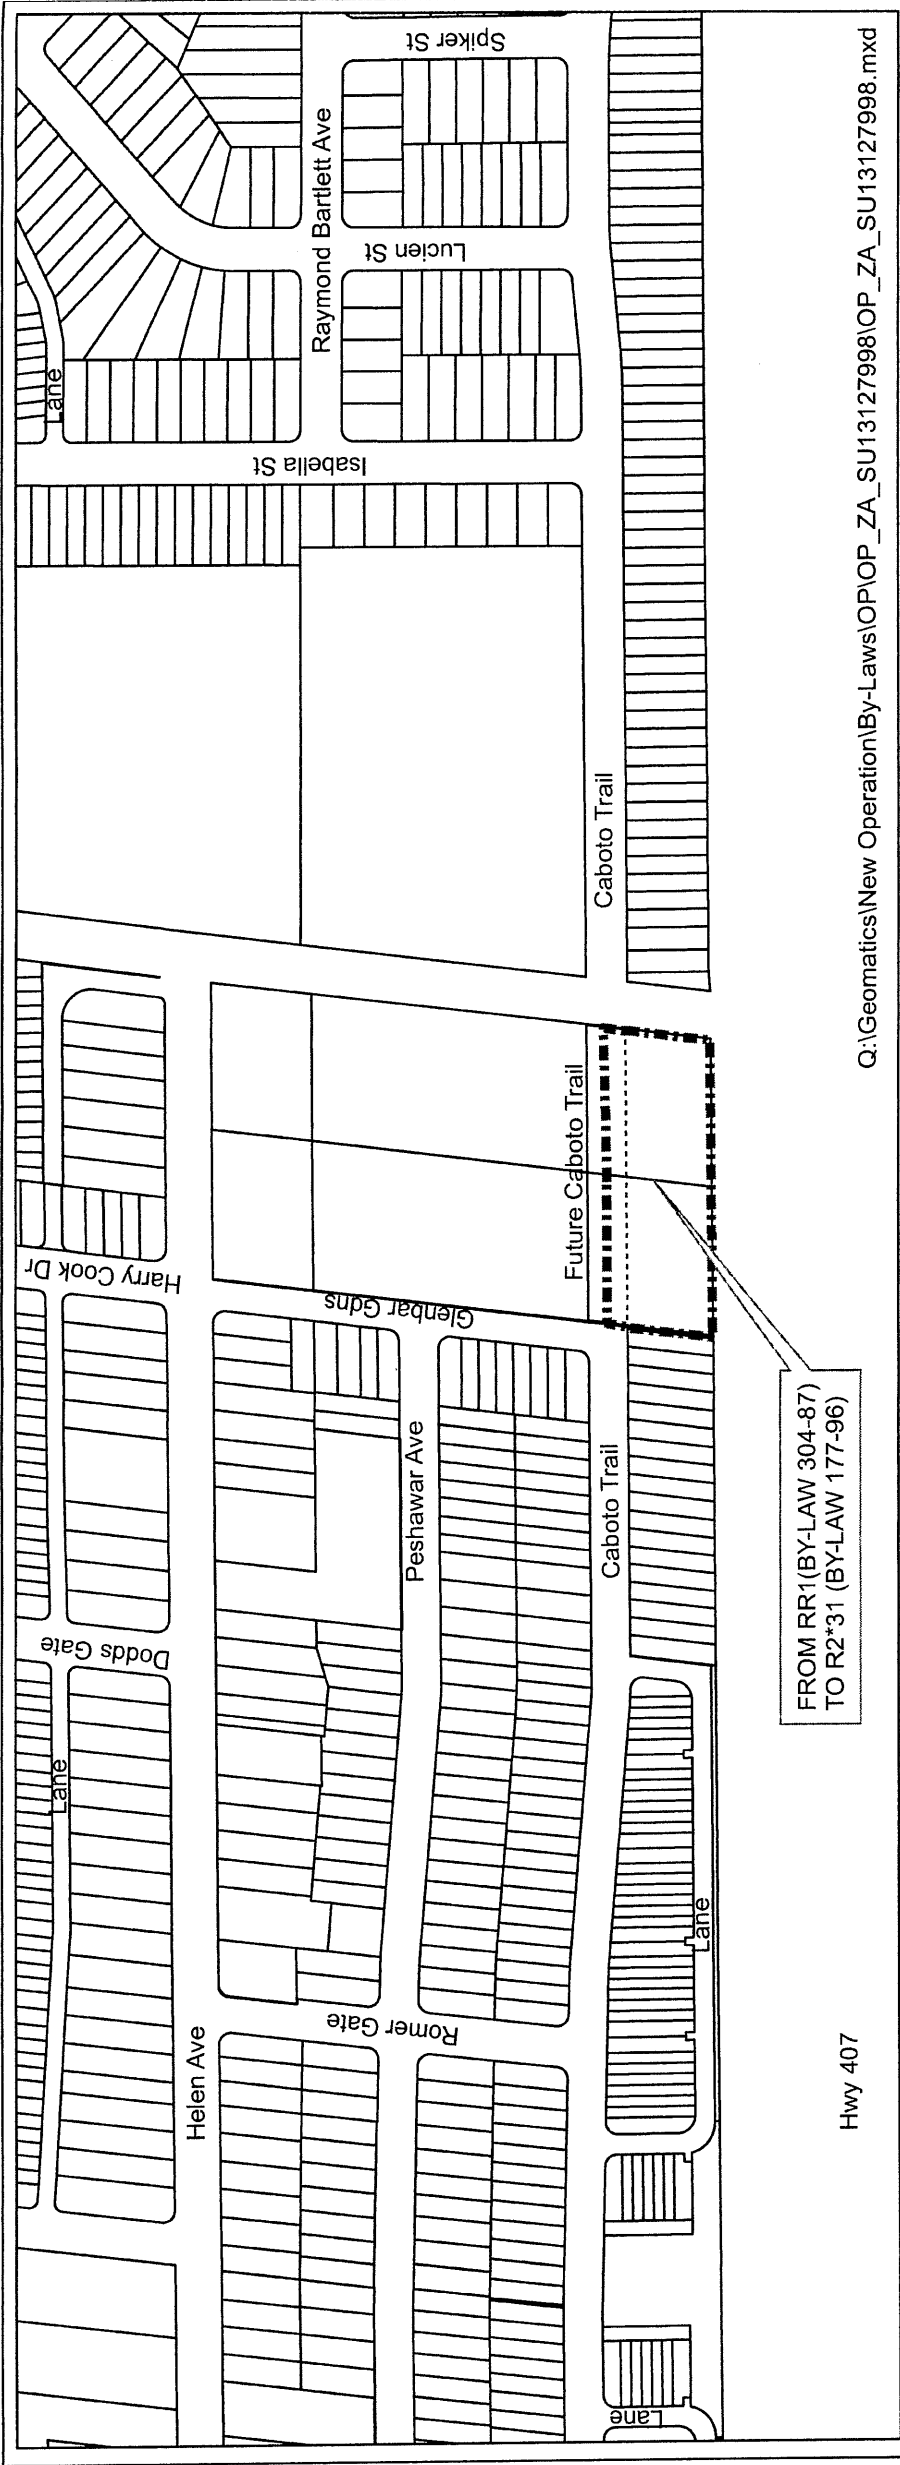 Lane
Helen Ave
Romer Gate
Lane
Dodds Gate
Harry Cook Dr
Peshawar Ave
Glenbar Gdns
Caboto Trail
Future Caboto Trail
Caboto Trail
Lane
Isabella St
Raymond Bartlett Ave
Lucien St
Spiker St
Lane
Lane
Hwy 407
FROM RR1(BY-LAW 304-87)
TO R2*31 (BY-LAW 177-96)
Q:\Geomatics\New Operation\By-Laws\OP\OP_ZA_SU13127998\OP_ZA_SU13127998.mxd